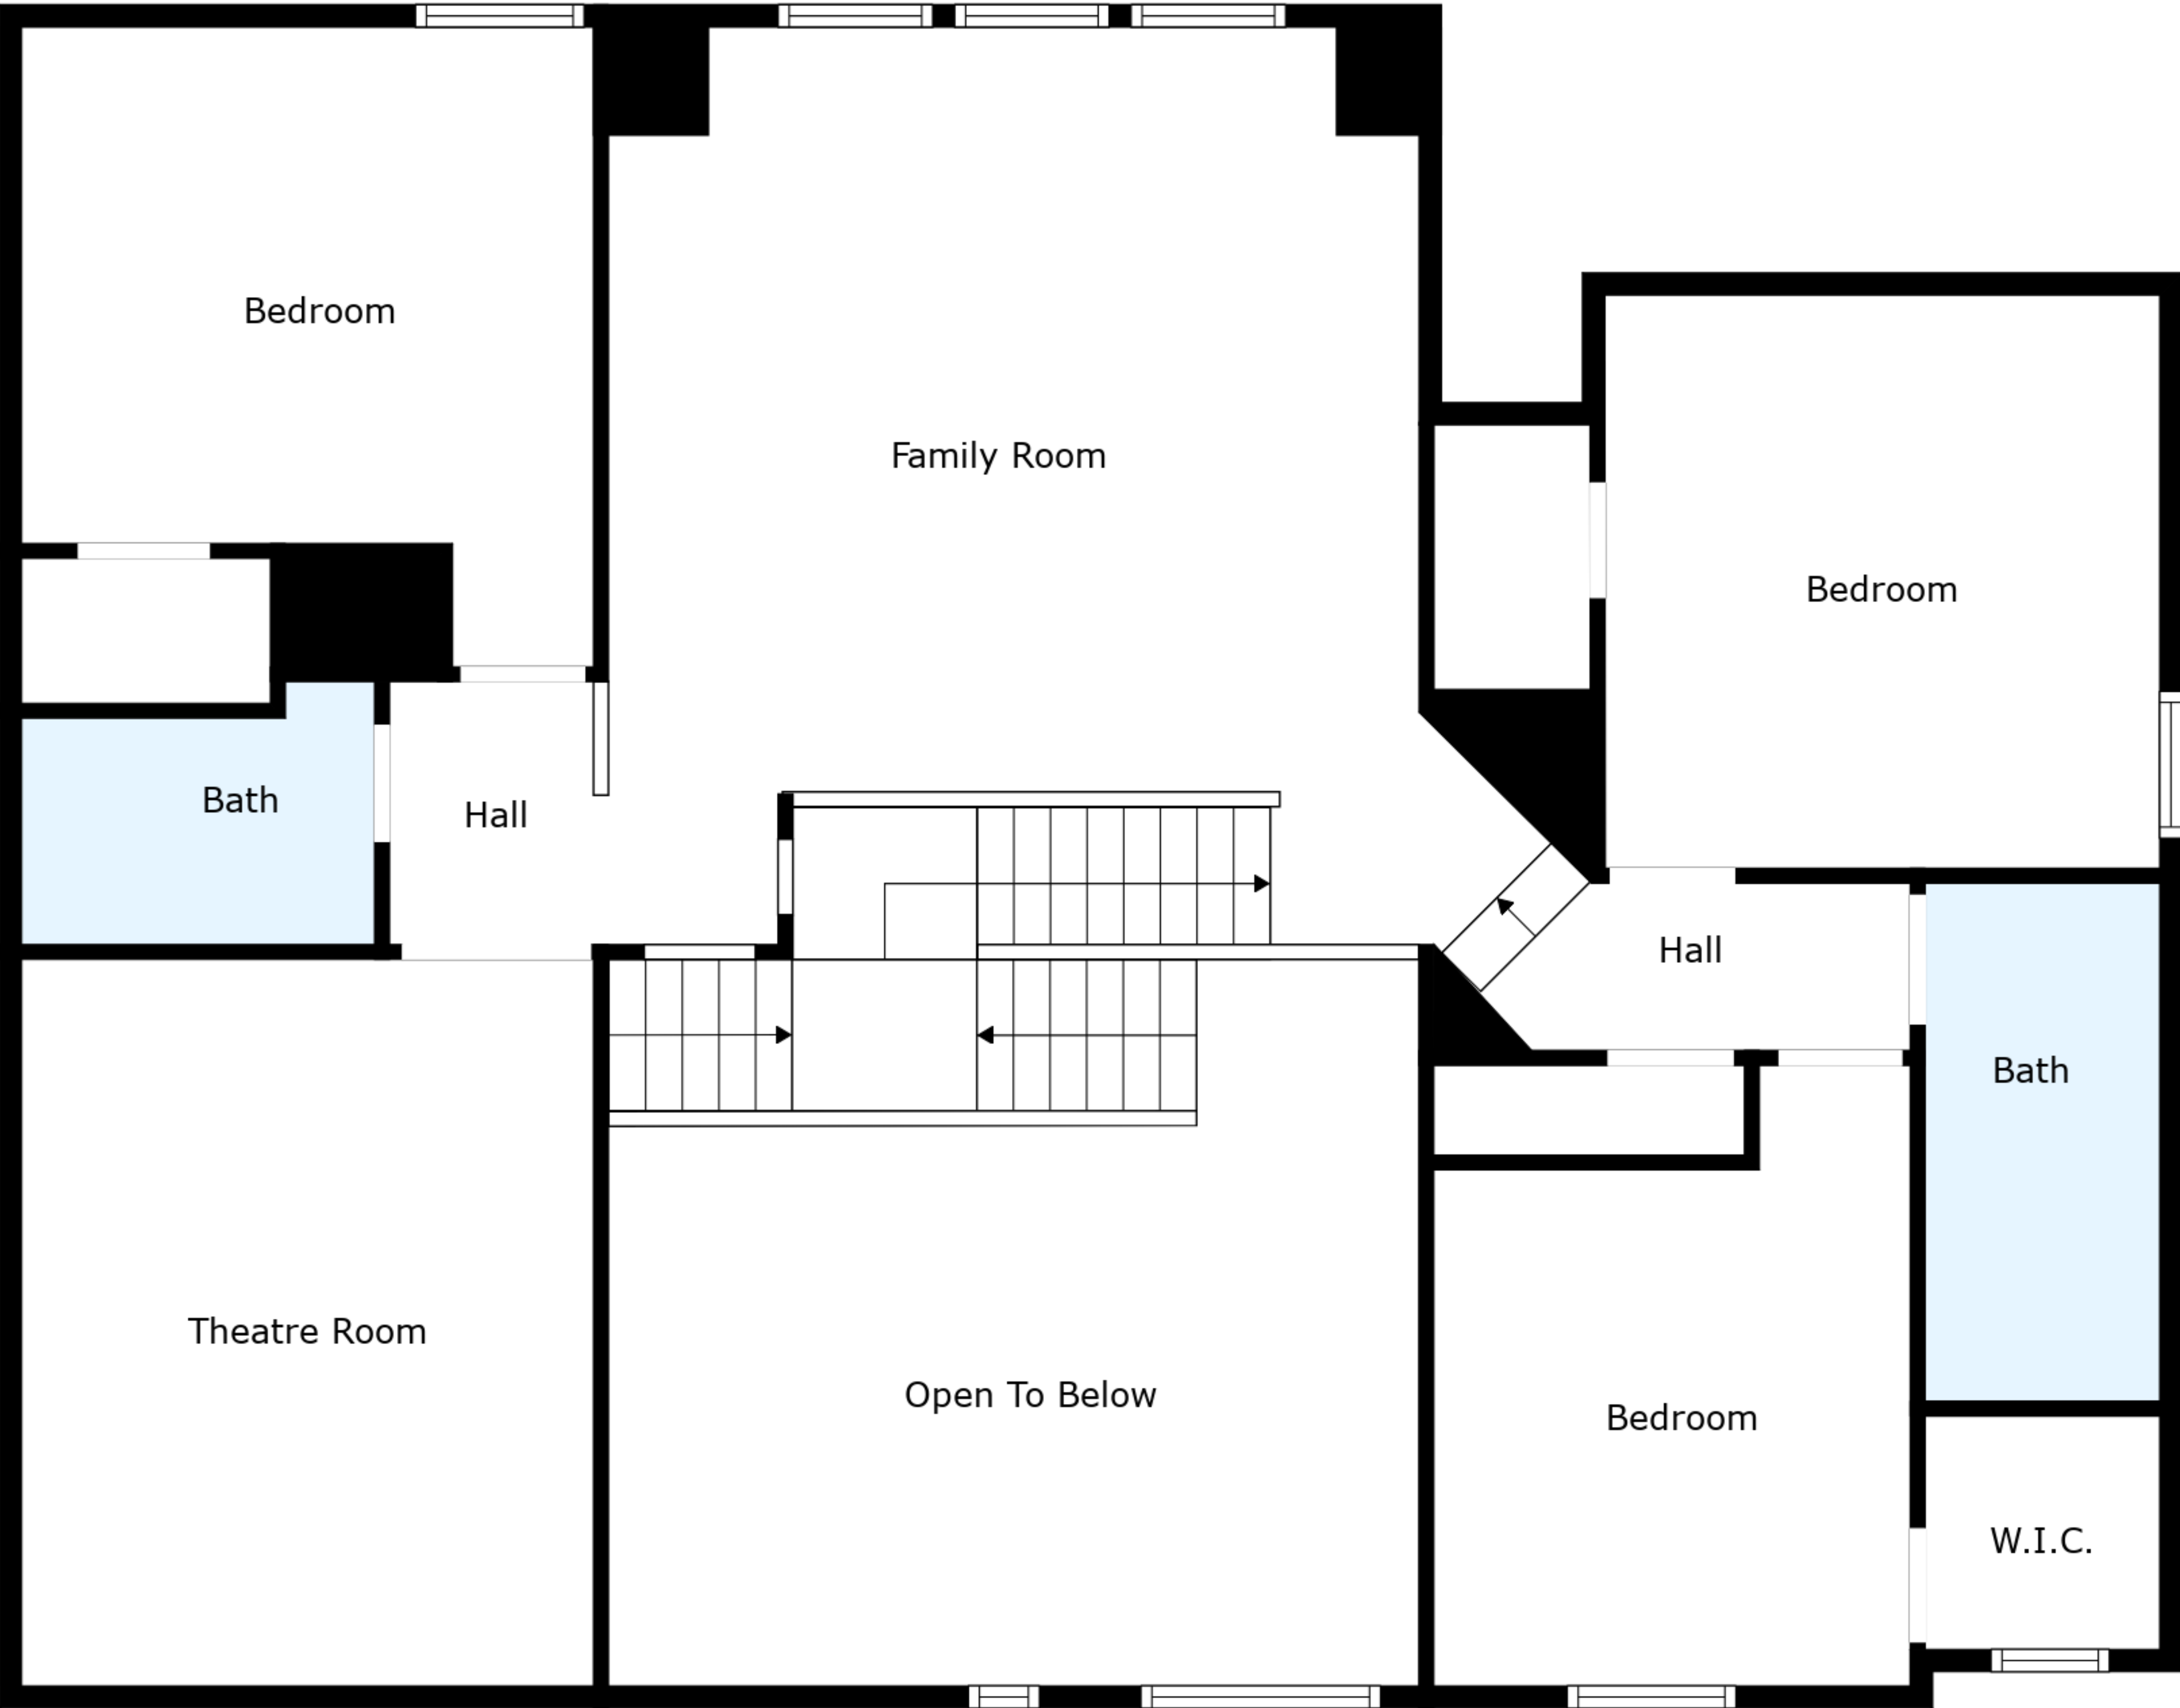 Bedroom
Family Room
Bedroom
Bath
Hall
Hall
Bath
Theatre Room
Open To Below
Bedroom
W.I.C.